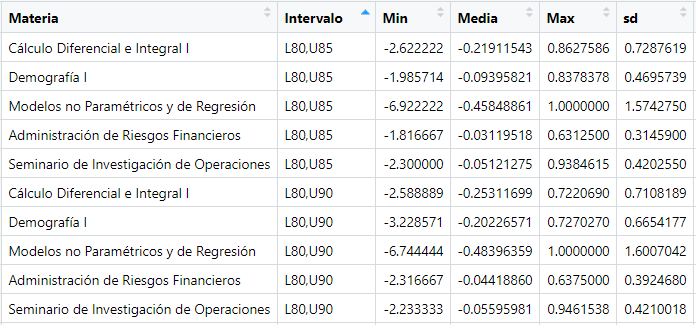 Materia Intervalo Min Media Max sd
Cálculo Diferencial e Integral I L80,U85 -2.622222 -0.21911543 0.8627586 0.7287619
Demografía I L80,U85 -1.985714 -0.09395821 0.8378378 0.4695739
Modelos no Paramétricos y de Regresión L80,U85 -6.922222 -0.45848861 1.0000000 1.5742750
Administración de Riesgos Financieros L80,U85 -1.816667 -0.03119518 0.6312500 0.3145900
Seminario de Investigación de Operaciones L80,U85 -2.300000 -0.05121275 0.9384615 0.4202550
Cálculo Diferencial e Integral I L80,U90 -2.588889 -0.25311699 0.7220690 0.7108189
Demografía I L80,U90 -3.228571 -0.20226571 0.7270270 0.6654177
Modelos no Paramétricos y de Regresión L80,U90 -6.744444 -0.48396359 1.0000000 1.6007042
Administración de Riesgos Financieros L80,U90 -2.316667 -0.04418860 0.6375000 0.3924680
Seminario de Investigación de Operaciones L80,U90 -2.233333 -0.05595981 0.9461538 0.4210018